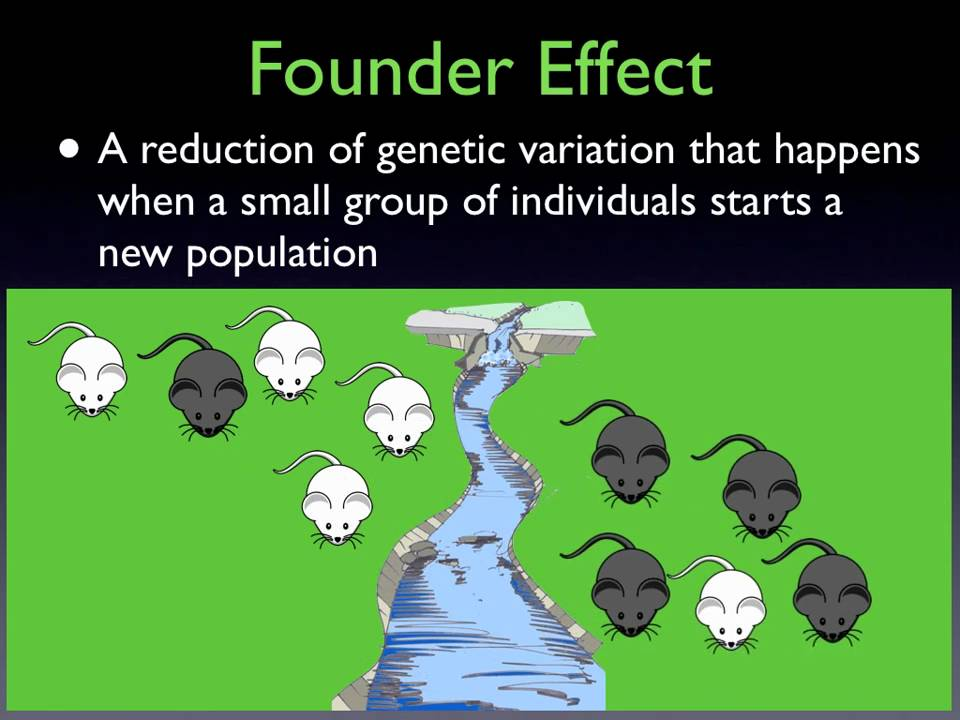 Founder Effect
• A reduction of genetic variation that happens
when a small group of individuals starts a
new population